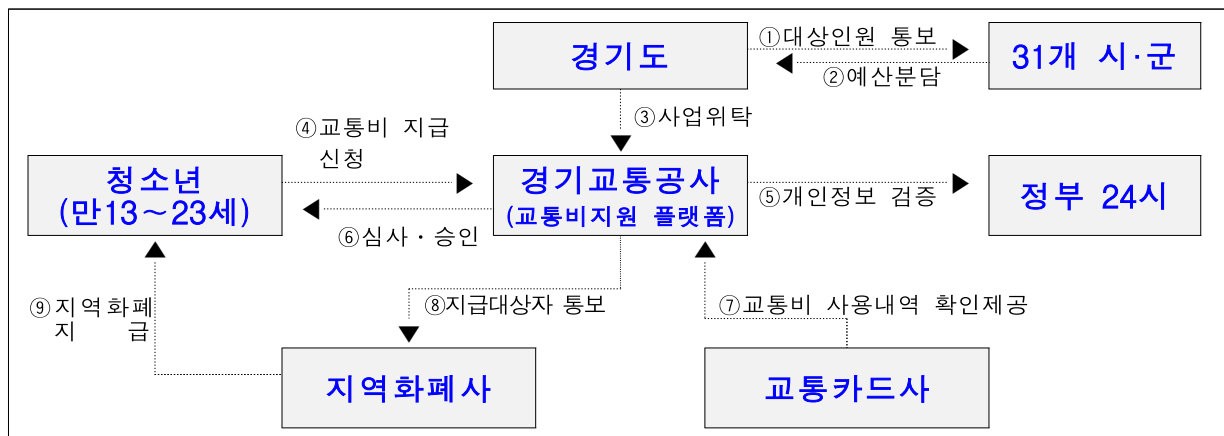 경기도
①대상인원 통보
②예산분담
31개 시·군
③사업위탁
④교통비 지급
신청
청소년
(만13～23세)
경기교통공사
(교통비지원 플랫폼)
⑤개인정보 검증
정부 24시
⑥심사·승인
⑨지역화폐
지 급
⑧지급대상자 통보
⑦교통비 사용내역 확인제공
지역화폐사
교통카드사